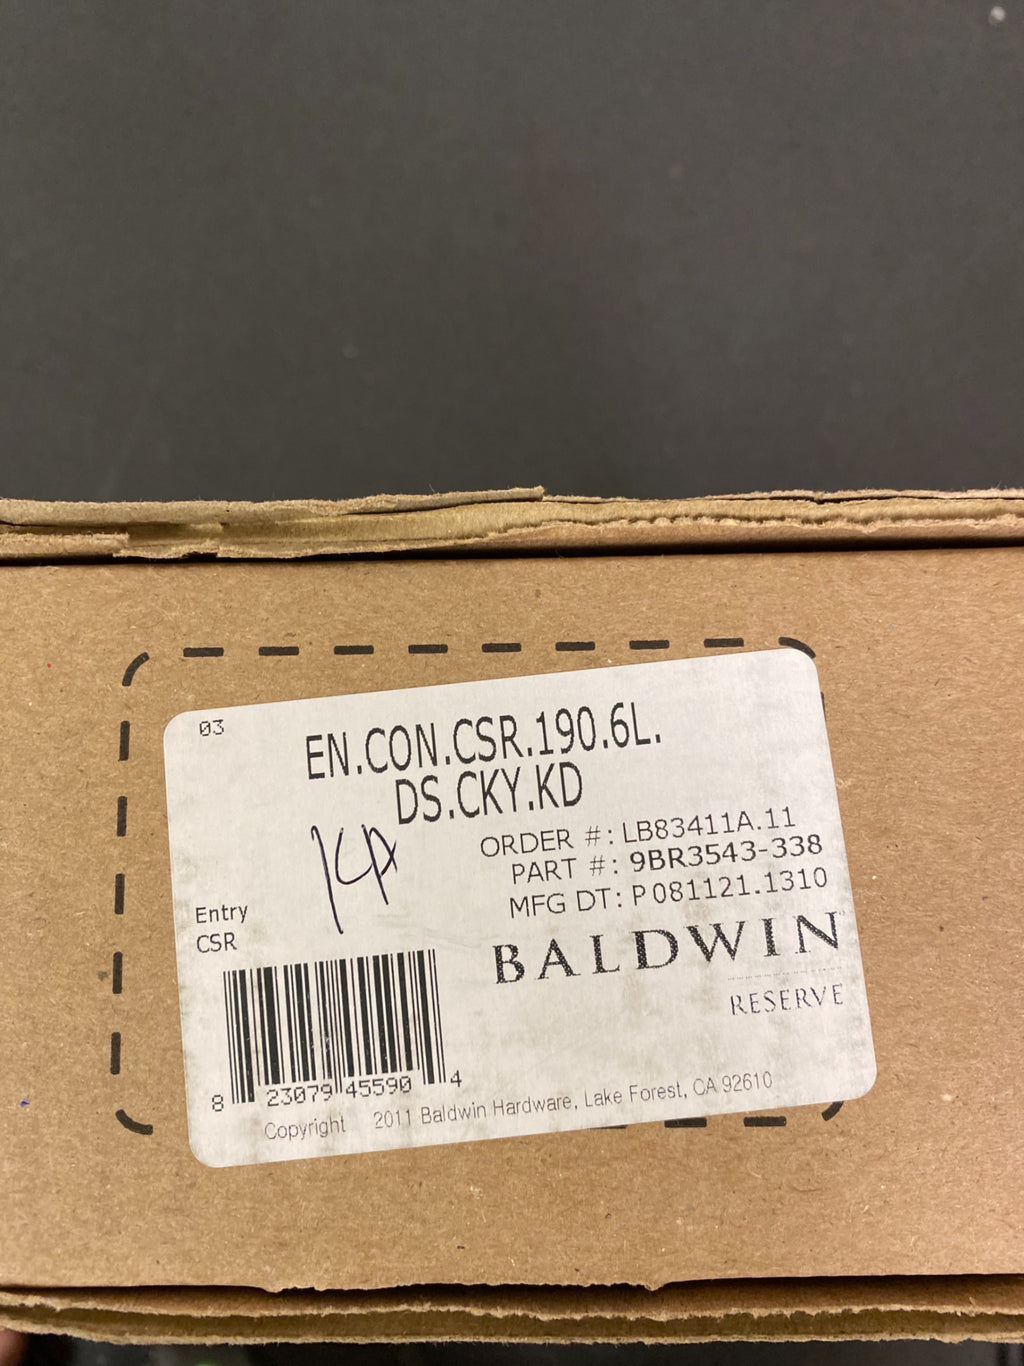 03
EN.CON.CSR.190.6L.
DS.CKY.KD
ORDER #: LB83411A.11
PART #: 9BR3543-338
MFG DT: P 081121.1310
KA
Entry
CSR
BALDWIN
RESERVE
8 23079 45590 4
Copyright 2011 Baldwin Hardware, Lake Forest, CA 92610